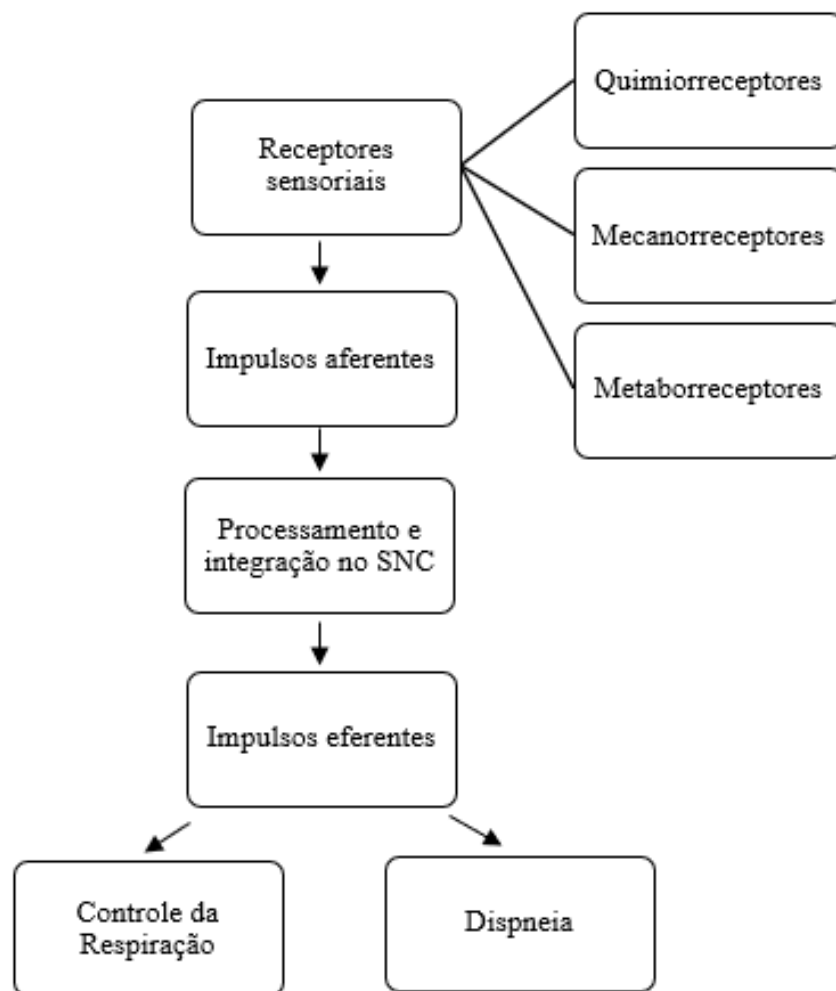 Receptores
sensoriais
Quimiorreceptores
Mecanorreceptores
Metaborreceptores
Impulsos aferentes
Processamento e
integração no SNC
Impulsos eferentes
Controle da
Respiração
Dispneia